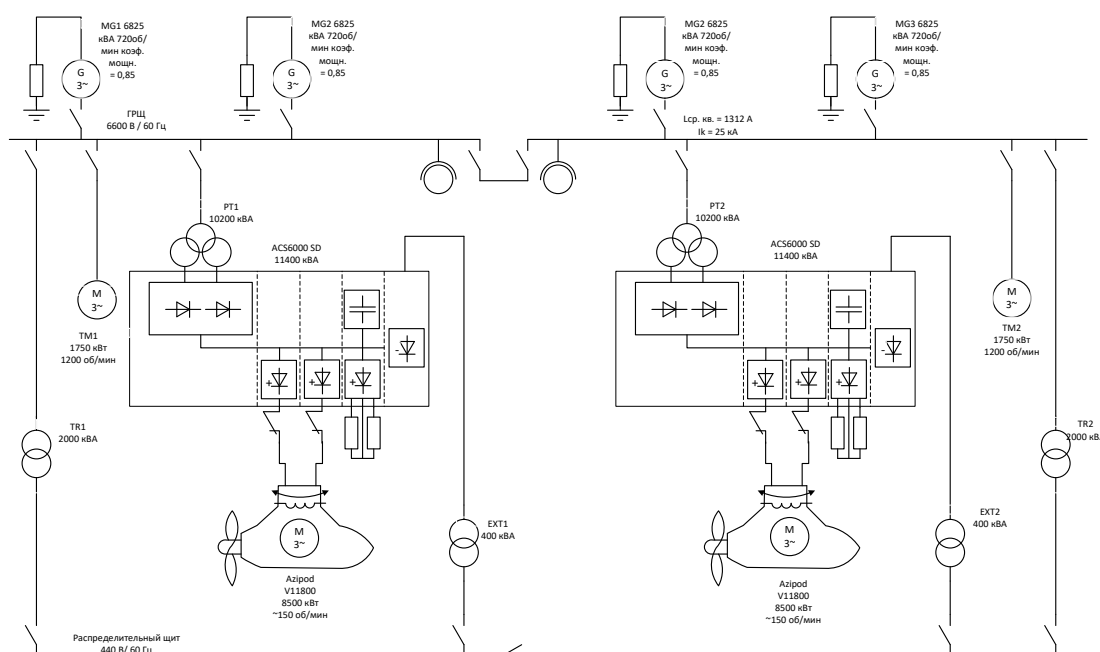 MG1 6825
кВА 720об/
мин коэф.
мощн.
= 0,85
G
3~
MG2 6825
кВА 720об/
мин коэф.
мощн.
= 0,85
G
3~
MG2 6825
кВА 720об/
мин коэф.
мощн.
= 0,85
G
3~
MG3 6825
кВА 720об/
мин коэф.
мощн.
= 0,85
G
3~
ГРЩ
6600 В / 60 Гц
Lср. кв. = 1312 А
Ik = 25 кА
РТ1
10200 кВА
ACS6000 SD
11400 кВА
РТ2
10200 кВА
ACS6000 SD
11400 кВА
M
3~
TM1
1750 кВт
1200 об/мин
M
3~
TM2
1750 кВт
1200 об/мин
TR1
2000 кВА
TR2
2000 кВА
M
3~
EXT1
400 кВА
M
3~
EXT2
400 кВА
Azipod
V11800
8500 кВт
~150 об/мин
Azipod
V11800
8500 кВт
~150 об/мин
Распределительный щит
440 В/ 60 Гц